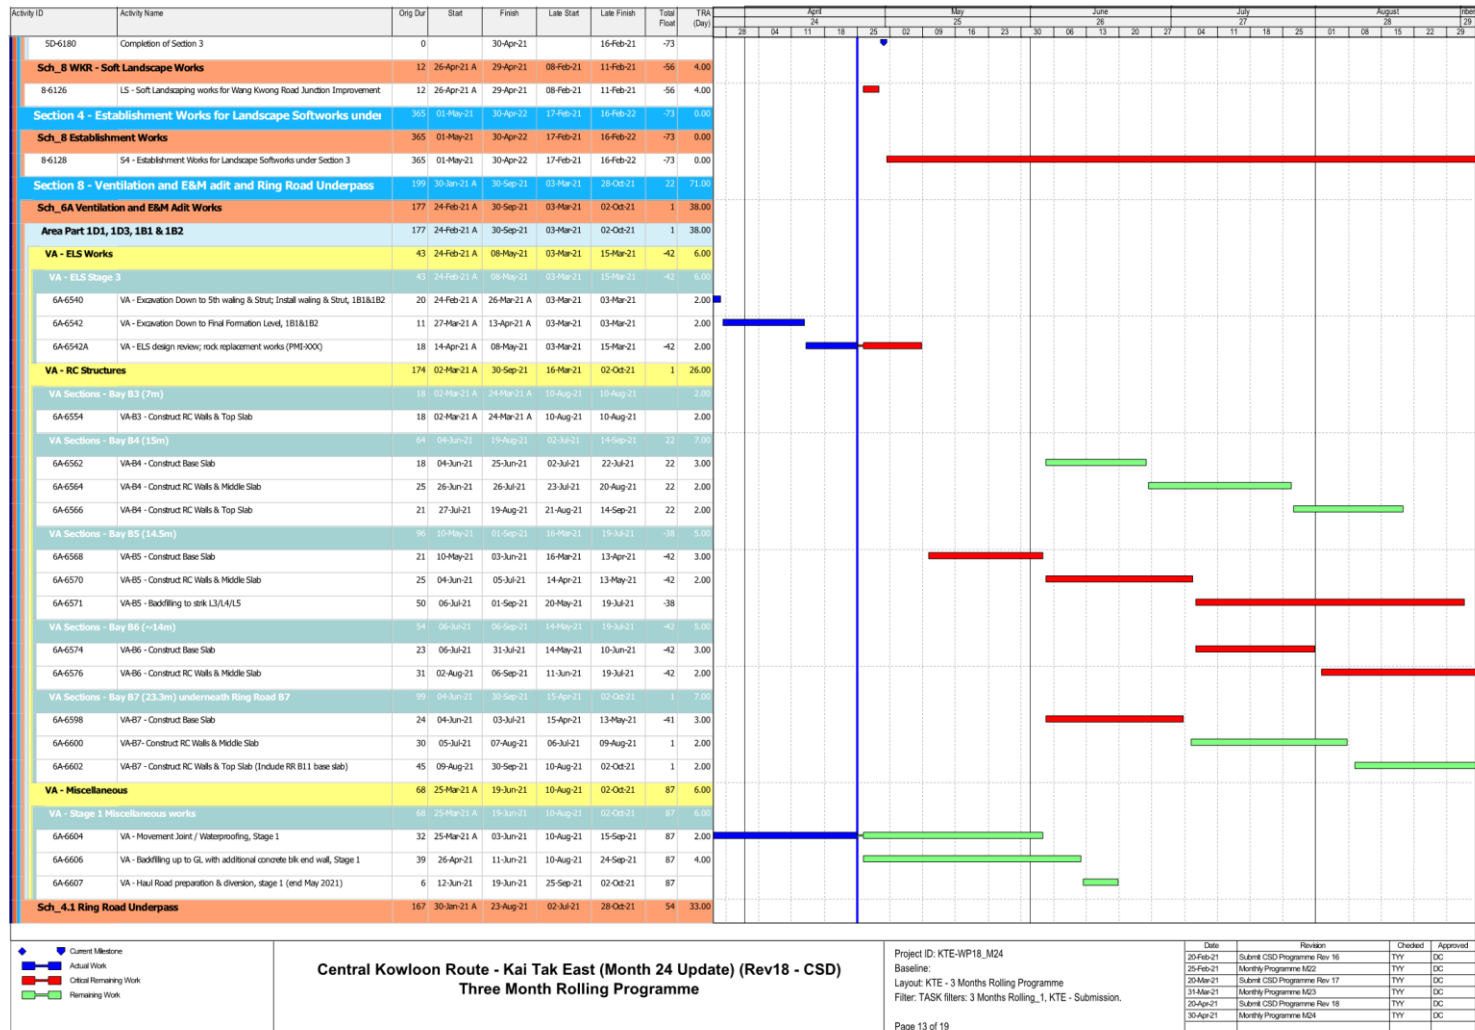 Activity ID Activity Name Orig Dur Start Finish Late Start Late Finish Total Float TRA (Day) April May June July August
24 25 26 27 28 29
28 04 11 18 25 02 09 16 23 30 06 13 20 27 04 11 18 25 01 08 15 22 29
5D-6180 Completion of Section 3 0 30-Apr-21 16-Feb-21 -73
Sch_8 WKR - Soft Landscape Works 12 26-Apr-21 A 29-Apr-21 08-Feb-21 11-Feb-21 -56 4.00
8-6126 LS - Soft Landscaping works for Wang Kwong Road Junction Improvement 12 26-Apr-21 A 29-Apr-21 08-Feb-21 11-Feb-21 -56 4.00
Section 4 - Establishment Works for Landscape Softworks under 365 01-May-21 30-Apr-22 17-Feb-21 16-Feb-22 -73 0.00
Sch_8 Establishment Works 365 01-May-21 30-Apr-22 17-Feb-21 16-Feb-22 -73 0.00
8-6128 S4 - Establishment Works for Landscape Softworks under Section 3 365 01-May-21 30-Apr-22 17-Feb-21 16-Feb-22 -73 0.00
Section 8 - Ventilation and E&M adit and Ring Road Underpass 199 30-Jan-21 A 30-Sep-21 03-Mar-21 28-Oct-21 22 71.00
Sch_6A Ventilation and E&M Adit Works 177 24-Feb-21 A 30-Sep-21 03-Mar-21 02-Oct-21 1 38.00
Area Part 1D1, 1D3, 1B1 & 1B2 177 24-Feb-21 A 30-Sep-21 03-Mar-21 02-Oct-21 1 38.00
VA - ELS Works 43 24-Feb-21 A 08-May-21 03-Mar-21 15-Mar-21 -42 6.00
VA - ELS Stage 3 43 24-Feb-21 A 08-May-21 03-Mar-21 15-Mar-21 -42 6.00
6A-6540 VA - Excavation Down to 5th waling & Strut; Install waling & Strut, 1B1&1B2 20 24-Feb-21 A 26-Mar-21 A 03-Mar-21 03-Mar-21 2.00
6A-6542 VA - Excavation Down to Final Formation Level, 1B1&1B2 11 27-Mar-21 A 13-Apr-21 A 03-Mar-21 03-Mar-21 2.00
6A-6542A VA - ELS design review; rock replacement works (PMI-XXX) 18 14-Apr-21 A 08-May-21 03-Mar-21 15-Mar-21 -42 2.00
VA - RC Structures 174 02-Mar-21 A 30-Sep-21 16-Mar-21 02-Oct-21 1 26.00
VA Sections - Bay B3 (7m) 18 02-Mar-21 A 24-Mar-21 A 10-Aug-21 10-Aug-21 2.00
6A-6554 VA-B3 - Construct RC Walls & Top Slab 18 02-Mar-21 A 24-Mar-21 A 10-Aug-21 10-Aug-21 2.00
VA Sections - Bay B4 (15m) 64 04-Jun-21 19-Aug-21 02-Jul-21 14-Sep-21 22 7.00
6A-6562 VA-B4 - Construct Base Slab 18 04-Jun-21 25-Jun-21 02-Jul-21 22-Jul-21 22 3.00
6A-6564 VA-B4 - Construct RC Walls & Middle Slab 25 26-Jun-21 26-Jul-21 23-Jul-21 20-Aug-21 22 2.00
6A-6566 VA-B4 - Construct RC Walls & Top Slab 21 27-Jul-21 19-Aug-21 21-Aug-21 14-Sep-21 22 2.00
VA Sections - Bay B5 (14.5m) 96 10-May-21 01-Sep-21 16-Mar-21 19-Jul-21 -38 5.00
6A-6568 VA-B5 - Construct Base Slab 21 10-May-21 03-Jun-21 16-Mar-21 13-Apr-21 -42 3.00
6A-6570 VA-B5 - Construct RC Walls & Middle Slab 25 04-Jun-21 05-Jul-21 14-Apr-21 13-May-21 -42 2.00
6A-6571 VA-B5 - Backfilling to strik L3/L4/L5 50 06-Jul-21 01-Sep-21 20-May-21 19-Jul-21 -38
VA Sections - Bay B6 (~14m) 54 06-Jul-21 06-Sep-21 14-May-21 19-Jul-21 -42 5.00
6A-6574 VA-B6 - Construct Base Slab 23 06-Jul-21 31-Jul-21 14-May-21 10-Jun-21 -42 3.00
6A-6576 VA-B6 - Construct RC Walls & Middle Slab 31 02-Aug-21 06-Sep-21 11-Jun-21 19-Jul-21 -42 2.00
VA Sections - Bay B7 (23.3m) underneath Ring Road B7 99 04-Jun-21 30-Sep-21 15-Apr-21 02-Oct-21 1 7.00
6A-6598 VA-B7 - Construct Base Slab 24 04-Jun-21 03-Jul-21 15-Apr-21 13-May-21 -41 3.00
6A-6600 VA-B7- Construct RC Walls & Middle Slab 30 05-Jul-21 07-Aug-21 06-Jul-21 09-Aug-21 1 2.00
6A-6602 VA-B7 - Construct RC Walls & Top Slab (Include RR B11 base slab) 45 09-Aug-21 30-Sep-21 10-Aug-21 02-Oct-21 1 2.00
VA - Miscellaneous 68 25-Mar-21 A 19-Jun-21 10-Aug-21 02-Oct-21 87 6.00
VA - Stage 1 Miscellaneous works 68 25-Mar-21 A 19-Jun-21 10-Aug-21 02-Oct-21 87 6.00
6A-6604 VA - Movement Joint / Waterproofing, Stage 1 32 25-Mar-21 A 03-Jun-21 10-Aug-21 15-Sep-21 87 2.00
6A-6606 VA - Backfilling up to GL with additional concrete blk end wall, Stage 1 39 26-Apr-21 11-Jun-21 10-Aug-21 24-Sep-21 87 4.00
6A-6607 VA - Haul Road preparation & diversion, stage 1 (end May 2021) 6 12-Jun-21 19-Jun-21 25-Sep-21 02-Oct-21 87
Sch_4.1 Ring Road Underpass 167 30-Jan-21 A 23-Aug-21 02-Jul-21 28-Oct-21 54 33.00
Current Milestone
Actual Work
Critical Remaining Work
Remaining Work
Central Kowloon Route - Kai Tak East (Month 24 Update) (Rev18 - CSD)
Three Month Rolling Programme
Project ID: KTE-WP18_M24
Baseline:
Layout: KTE - 3 Months Rolling Programme
Filter: TASK filters: 3 Months Rolling_1, KTE - Submission.
Page 13 of 19
Date Revision Checked Approved
20-Feb-21 Submit CSD Programme Rev 16 TYY DC
25-Feb-21 Monthly Programme M22 TYY DC
20-Mar-21 Submit CSD Programme Rev 17 TYY DC
31-Mar-21 Monthly Programme M23 TYY DC
20-Apr-21 Submit CSD Programme Rev 18 TYY DC
30-Apr-21 Monthly Programme M24 TYY DC